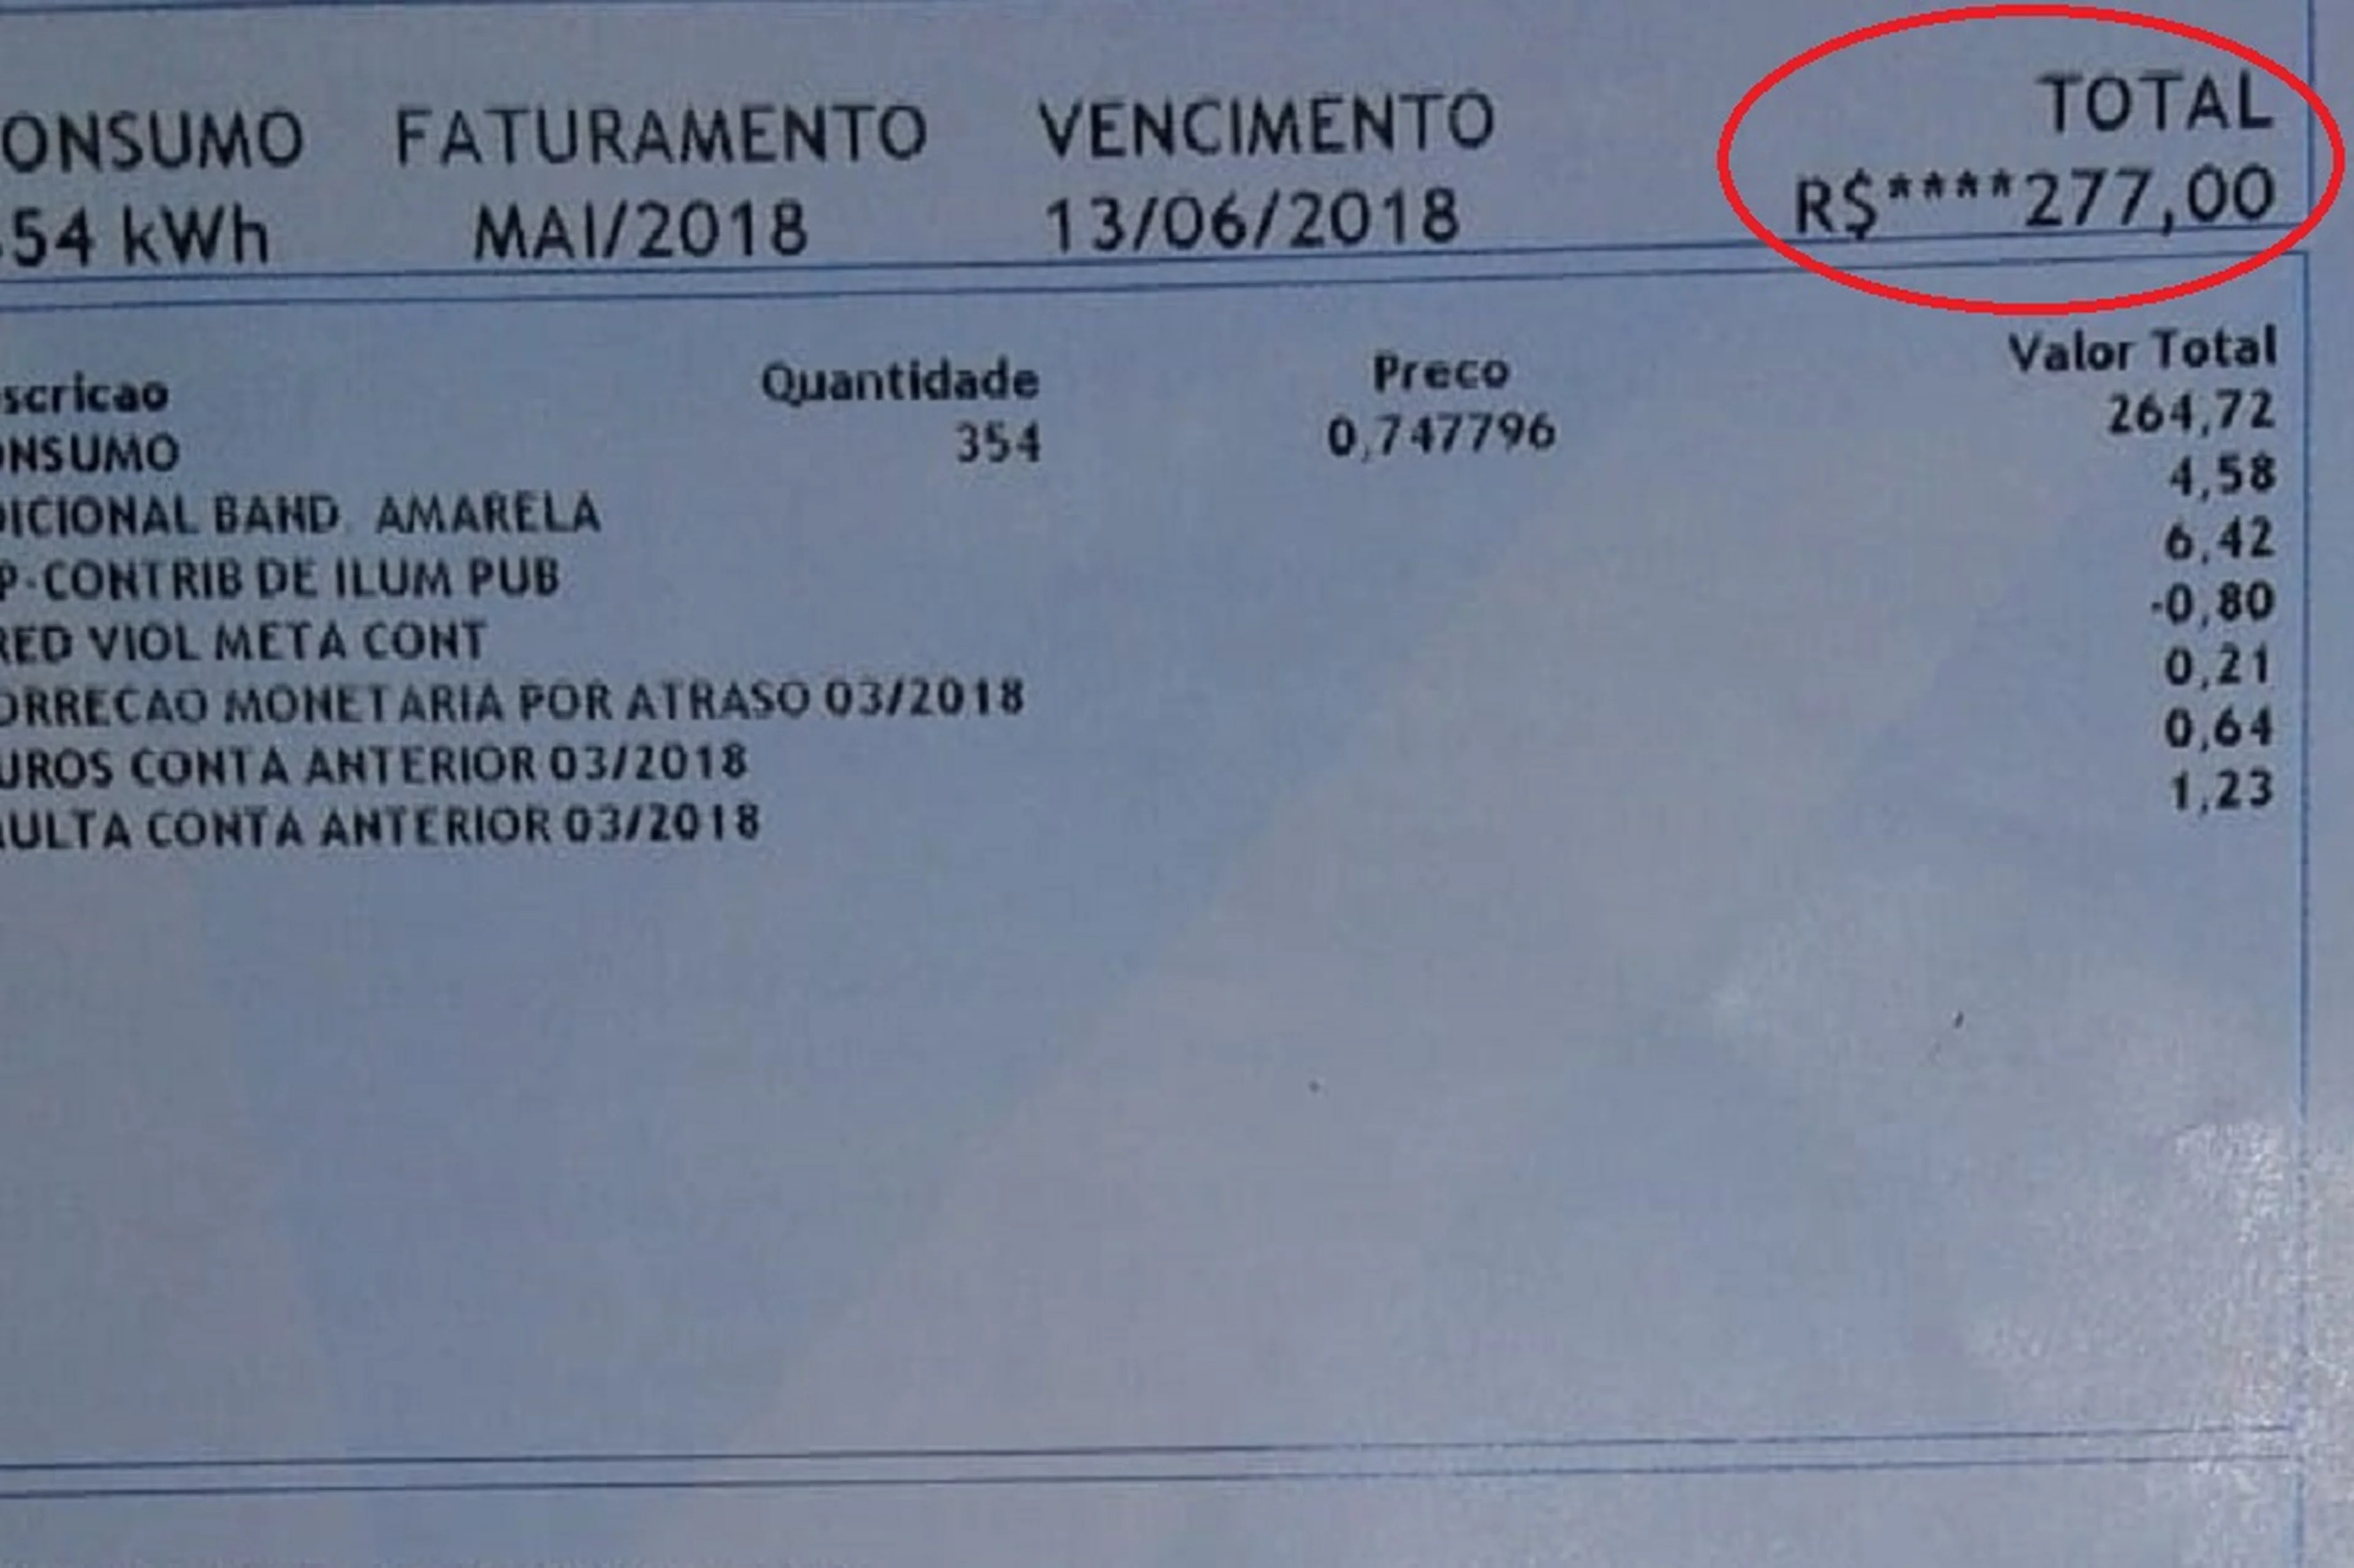 ONSUMO FATURAMENTO VENCIMENTO TOTAL
54 kWh MAI/2018 13/06/2018 R$****277,00
scricao Quantidade Preco Valor Total
ONSUMO 354 0,747796 264,72
DICIONAL BAND AMARELA 4,58
P-CONTRIB DE ILUM PUB 6,42
RED VIOL META CONT -0,80
ORRECAO MONETARIA POR ATRASO 03/2018 0,21
UROS CONTA ANTERIOR 03/2018 0,64
ULTA CONTA ANTERIOR 03/2018 1,23